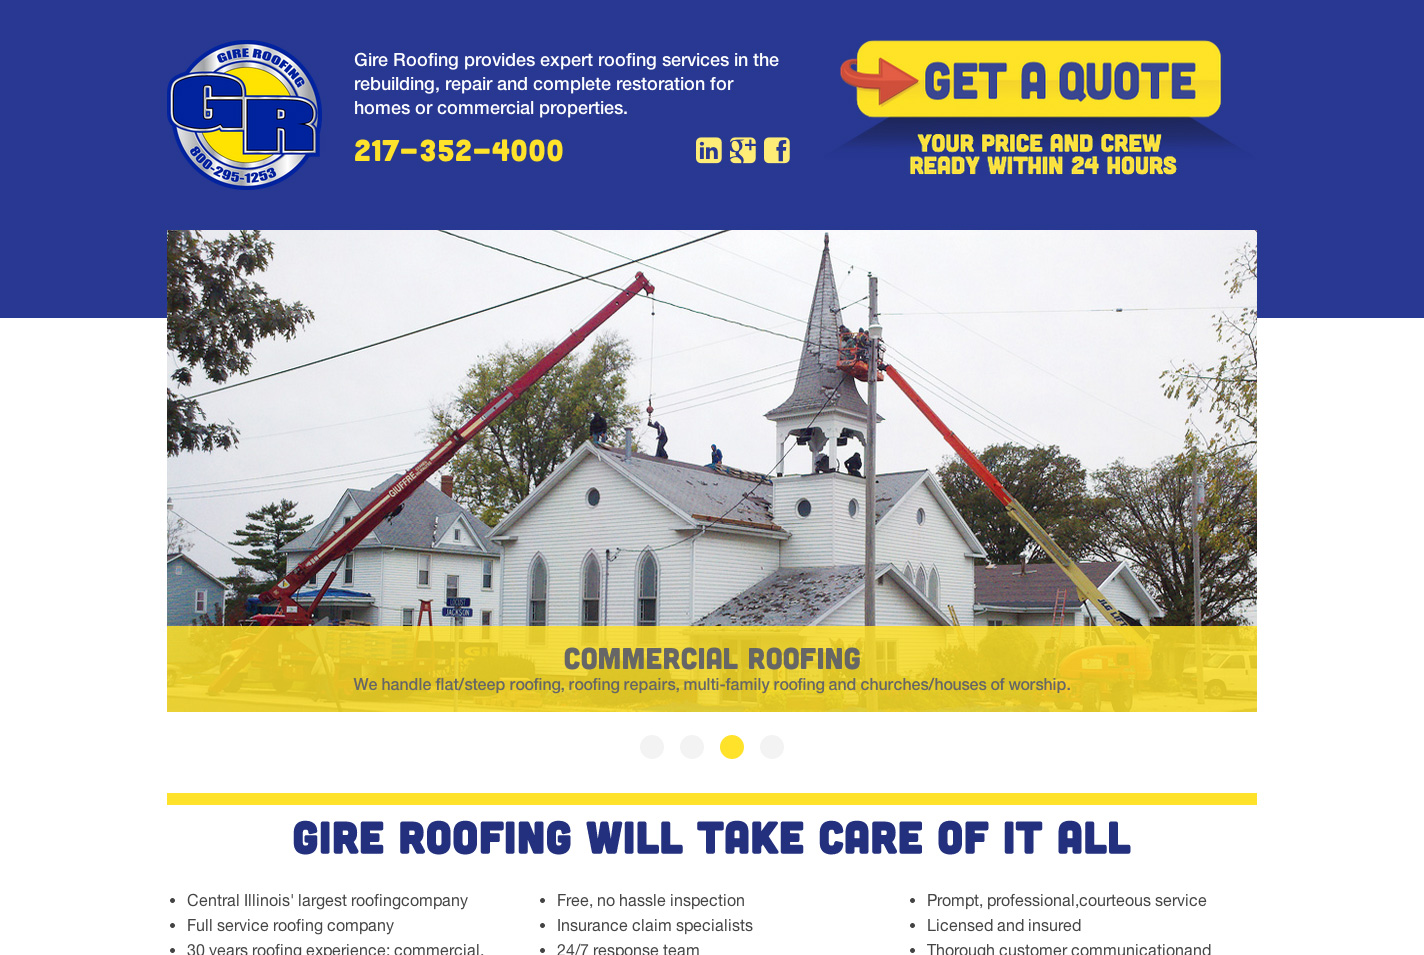 GIRE ROOFING
GR
800-295-1253
Gire Roofing provides expert roofing services in the
rebuilding, repair and complete restoration for
homes or commercial properties.
217-352-4000
in
g+
f
GET A QUOTE
YOUR PRICE AND CREW
READY WITHIN 24 HOURS
GIUFFRE
LOCUST
JACKSON
JLG
COMMERCIAL ROOFING
We handle flat/steep roofing, roofing repairs, multi-family roofing and churches/houses of worship.
GIRE ROOFING WILL TAKE CARE OF IT ALL
• Central Illinois' largest roofingcompany
• Full service roofing company
• 30 years roofing experience: commercial,
• Free, no hassle inspection
• Insurance claim specialists
• 24/7 response team
• Prompt, professional,courteous service
• Licensed and insured
• Thorough customer communicationand